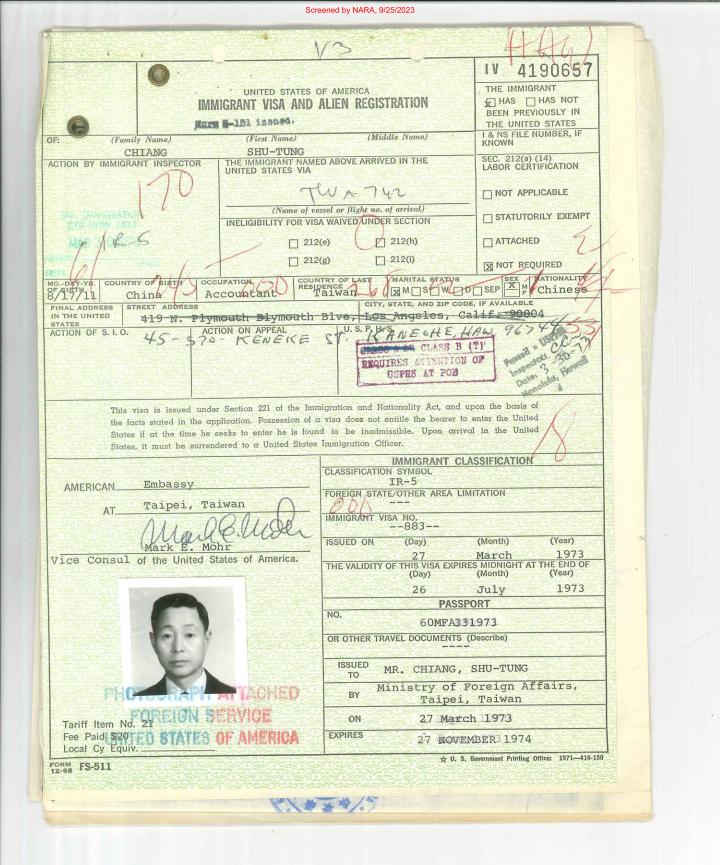 Screened by NARA, 9/25/2023
V3
IV 4190657
UNITED STATES OF AMERICA
IMMIGRANT VISA AND ALIEN REGISTRATION
Form I-151 issued.
THE IMMIGRANT
☒ HAS ☐ HAS NOT
BEEN PREVIOUSLY IN
THE UNITED STATES
I & NS FILE NUMBER, IF
KNOWN
OF: (Family Name) (First Name) (Middle Name)
CHIANG SHU-TUNG
ACTION BY IMMIGRANT INSPECTOR
170
R-5
THE IMMIGRANT NAMED ABOVE ARRIVED IN THE
UNITED STATES VIA
TWA 742
(Name of vessel or flight no. of arrival)
INELIGIBILITY FOR VISA WAIVED UNDER SECTION
☐ 212(e) ☐ 212(h)
☐ 212(g) ☐ 212(i)
SEC. 212(a) (14)
LABOR CERTIFICATION
☐ NOT APPLICABLE
☐ STATUTORILY EXEMPT
☐ ATTACHED
☒ NOT REQUIRED
MO.-DAY-YR. OF BIRTH
8/17/11
COUNTRY OF BIRTH
China
OCCUPATION
Accountant
COUNTRY OF LAST RESIDENCE
Taiwan
MARITAL STATUS
☒ M ☐ S ☐ W ☐ D ☐ SEP
SEX
☒ M ☐ F
NATIONALITY
Chinese
FINAL ADDRESS
IN THE UNITED
STATES
STREET ADDRESS
CITY, STATE, AND ZIP CODE, IF AVAILABLE
419 N. Plymouth Blymouth Blve, Los Angeles, Calif. 90004
45-570- KENEKE ST. KANEOHE, HAW 96744
ACTION OF S.I.O.
ACTION ON APPEAL
U.S.P.H.S.
CLASS A OR CLASS B (T)
REQUIRES ATTENTION OF
USPHS AT POE
Passed
Inspector
Date: 3-30-73
Honolulu, Hawaii
This visa is issued under Section 221 of the Immigration and Nationality Act, and upon the basis of
the facts stated in the application. Possession of a visa does not entitle the bearer to enter the United
States if at the time he seeks to enter he is found to be inadmissible. Upon arrival in the United
States, it must be surrendered to a United States Immigration Officer.
AMERICAN Embassy
AT Taipei, Taiwan
Mark E. Mohr
Mark E. Mohr
Vice Consul of the United States of America.
IMMIGRANT CLASSIFICATION
CLASSIFICATION SYMBOL
IR-5
FOREIGN STATE/OTHER AREA LIMITATION
---
IMMIGRANT VISA NO.
--883--
ISSUED ON (Day) (Month) (Year)
27 March 1973
THE VALIDITY OF THIS VISA EXPIRES MIDNIGHT AT THE END OF
(Day) (Month) (Year)
26 July 1973
PASSPORT
NO. 60MFA331973
OR OTHER TRAVEL DOCUMENTS (Describe)
----
ISSUED TO MR. CHIANG, SHU-TUNG
BY Ministry of Foreign Affairs,
Taipei, Taiwan
ON 27 March 1973
EXPIRES 27 NOVEMBER 1974
PHOTOGRAPH ATTACHED
FOREIGN SERVICE
UNITED STATES OF AMERICA
Tariff Item No. 21
Fee Paid $20
Local Cy Equiv.
FORM
12-68 FS-511
☆ U. S. Government Printing Office: 1971—416-150